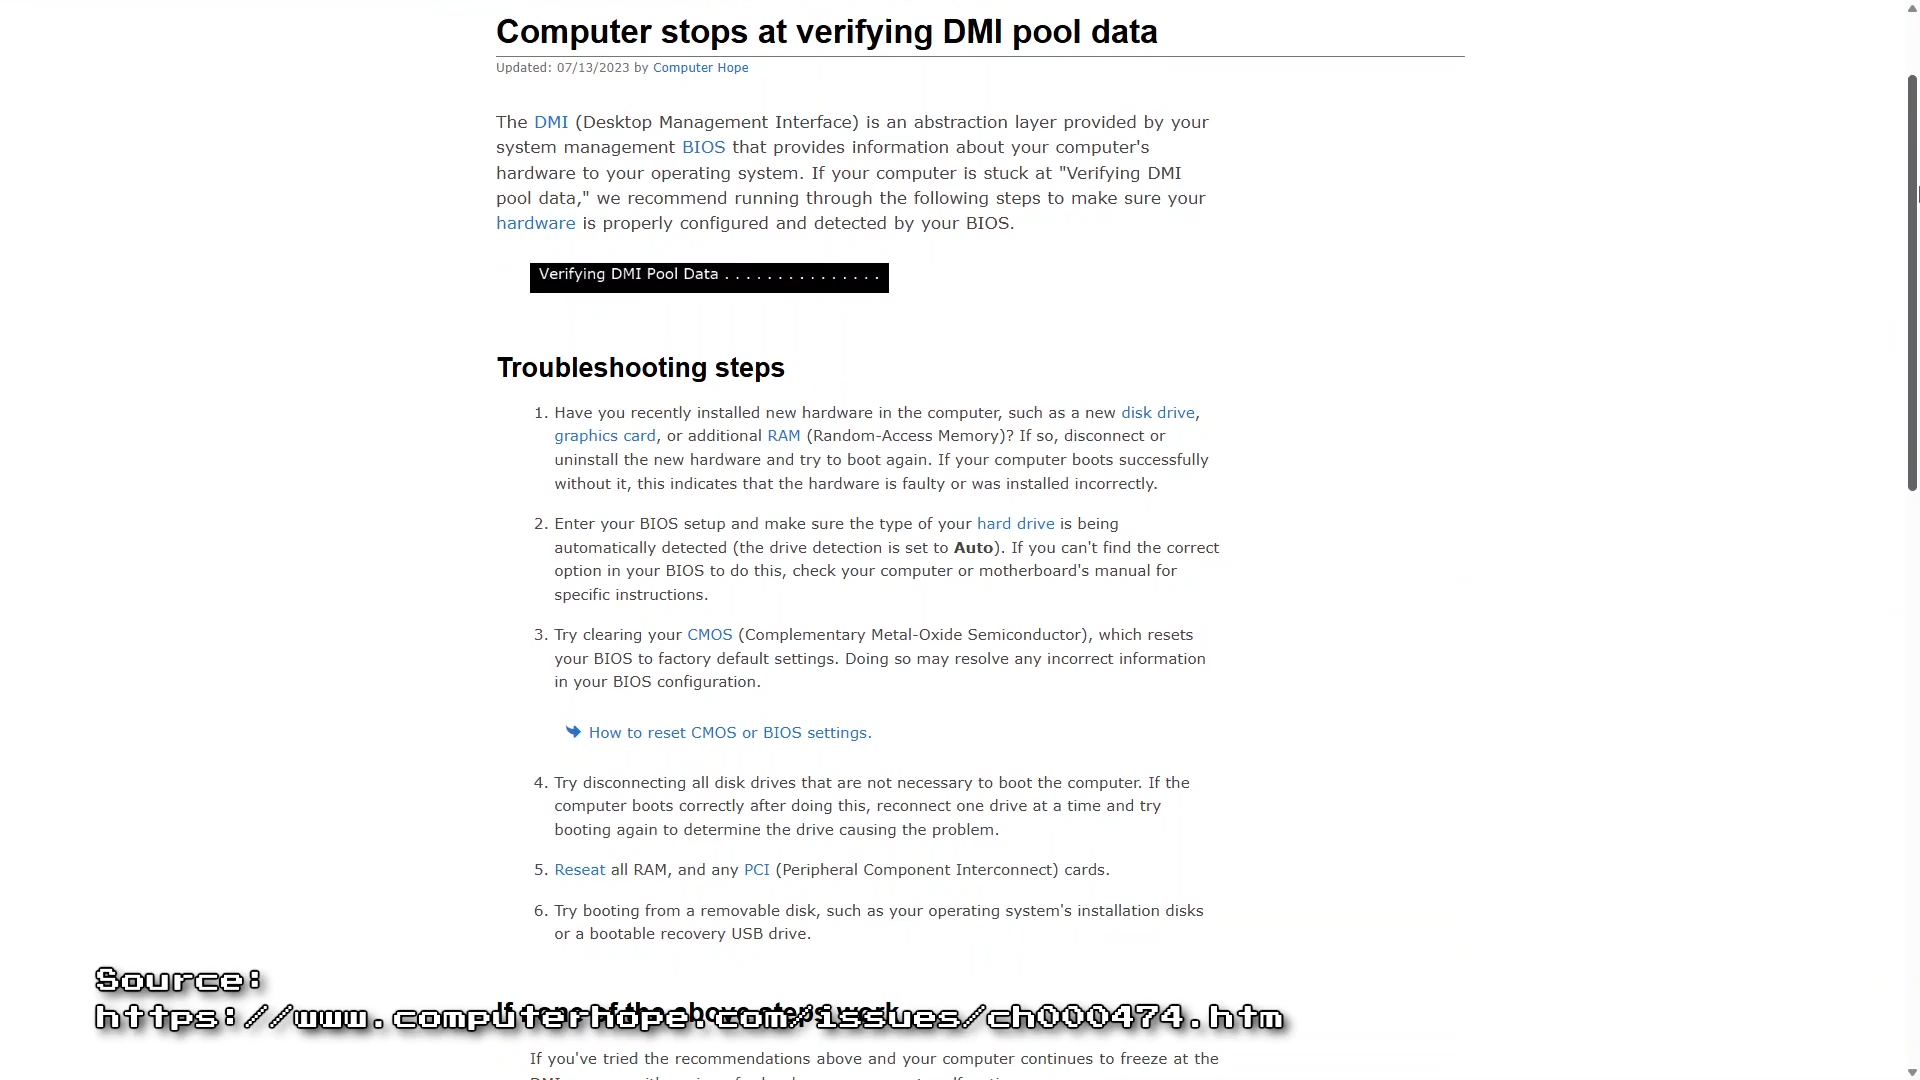 Computer stops at verifying DMI pool data
Updated: 07/13/2023 by Computer Hope
The DMI (Desktop Management Interface) is an abstraction layer provided by your
system management BIOS that provides information about your computer's
hardware to your operating system. If your computer is stuck at "Verifying DMI
pool data," we recommend running through the following steps to make sure your
hardware is properly configured and detected by your BIOS.
Verifying DMI Pool Data . . . . . . . . . . . . . . .
Troubleshooting steps
1. Have you recently installed new hardware in the computer, such as a new disk drive,
graphics card, or additional RAM (Random-Access Memory)? If so, disconnect or
uninstall the new hardware and try to boot again. If your computer boots successfully
without it, this indicates that the hardware is faulty or was installed incorrectly.
2. Enter your BIOS setup and make sure the type of your hard drive is being
automatically detected (the drive detection is set to Auto). If you can't find the correct
option in your BIOS to do this, check your computer or motherboard's manual for
specific instructions.
3. Try clearing your CMOS (Complementary Metal-Oxide Semiconductor), which resets
your BIOS to factory default settings. Doing so may resolve any incorrect information
in your BIOS configuration.
How to reset CMOS or BIOS settings.
4. Try disconnecting all disk drives that are not necessary to boot the computer. If the
computer boots correctly after doing this, reconnect one drive at a time and try
booting again to determine the drive causing the problem.
5. Reseat all RAM, and any PCI (Peripheral Component Interconnect) cards.
6. Try booting from a removable disk, such as your operating system's installation disks
or a bootable recovery USB drive.
Source:
If none of the above steps work
https://www.computerhope.com/issues/ch000474.htm
If you've tried the recommendations above and your computer continues to freeze at the